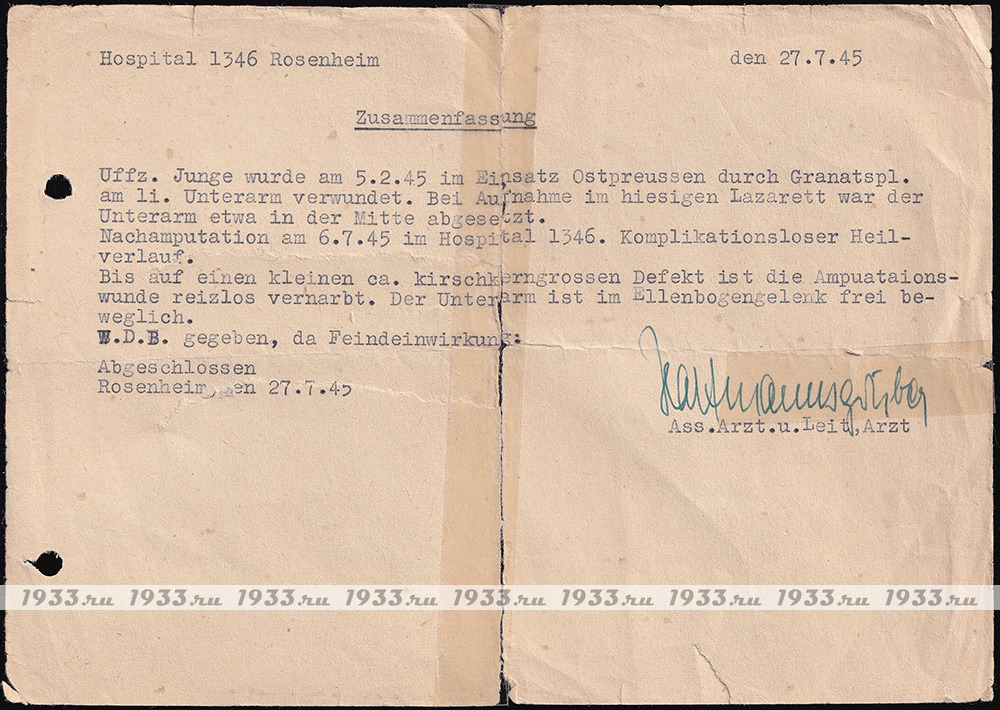 Hospital 1346 Rosenheim den 27.7.45
Zusammenfassung
Uffz. Junge wurde am 5.2.45 im Einsatz Ostpreussen durch Granatspl.
am li. Unterarm verwundet. Bei Aufnahme im hiesigen Lazarett war der
Unterarm etwa in der Mitte abgesetzt.
Nachamputation am 6.7.45 im Hospital 1346. Komplikationsloser Heil-
verlauf.
Bis auf einen kleinen ca. kirschkerngrossen Defekt ist die Ampuataions-
wunde reizlos vernarbt. Der Unterarm ist im Ellenbogengelenk frei be-
weglich.
W.D.B. gegeben, da Feindeinwirkung:
Abgeschlossen
Rosenheim, den 27.7.45
Ass.Arzt.u.Leit,Arzt
1933.ru 1933.ru 1933.ru 1933.ru 1933.ru 1933.ru 1933.ru 1933.ru 1933.ru